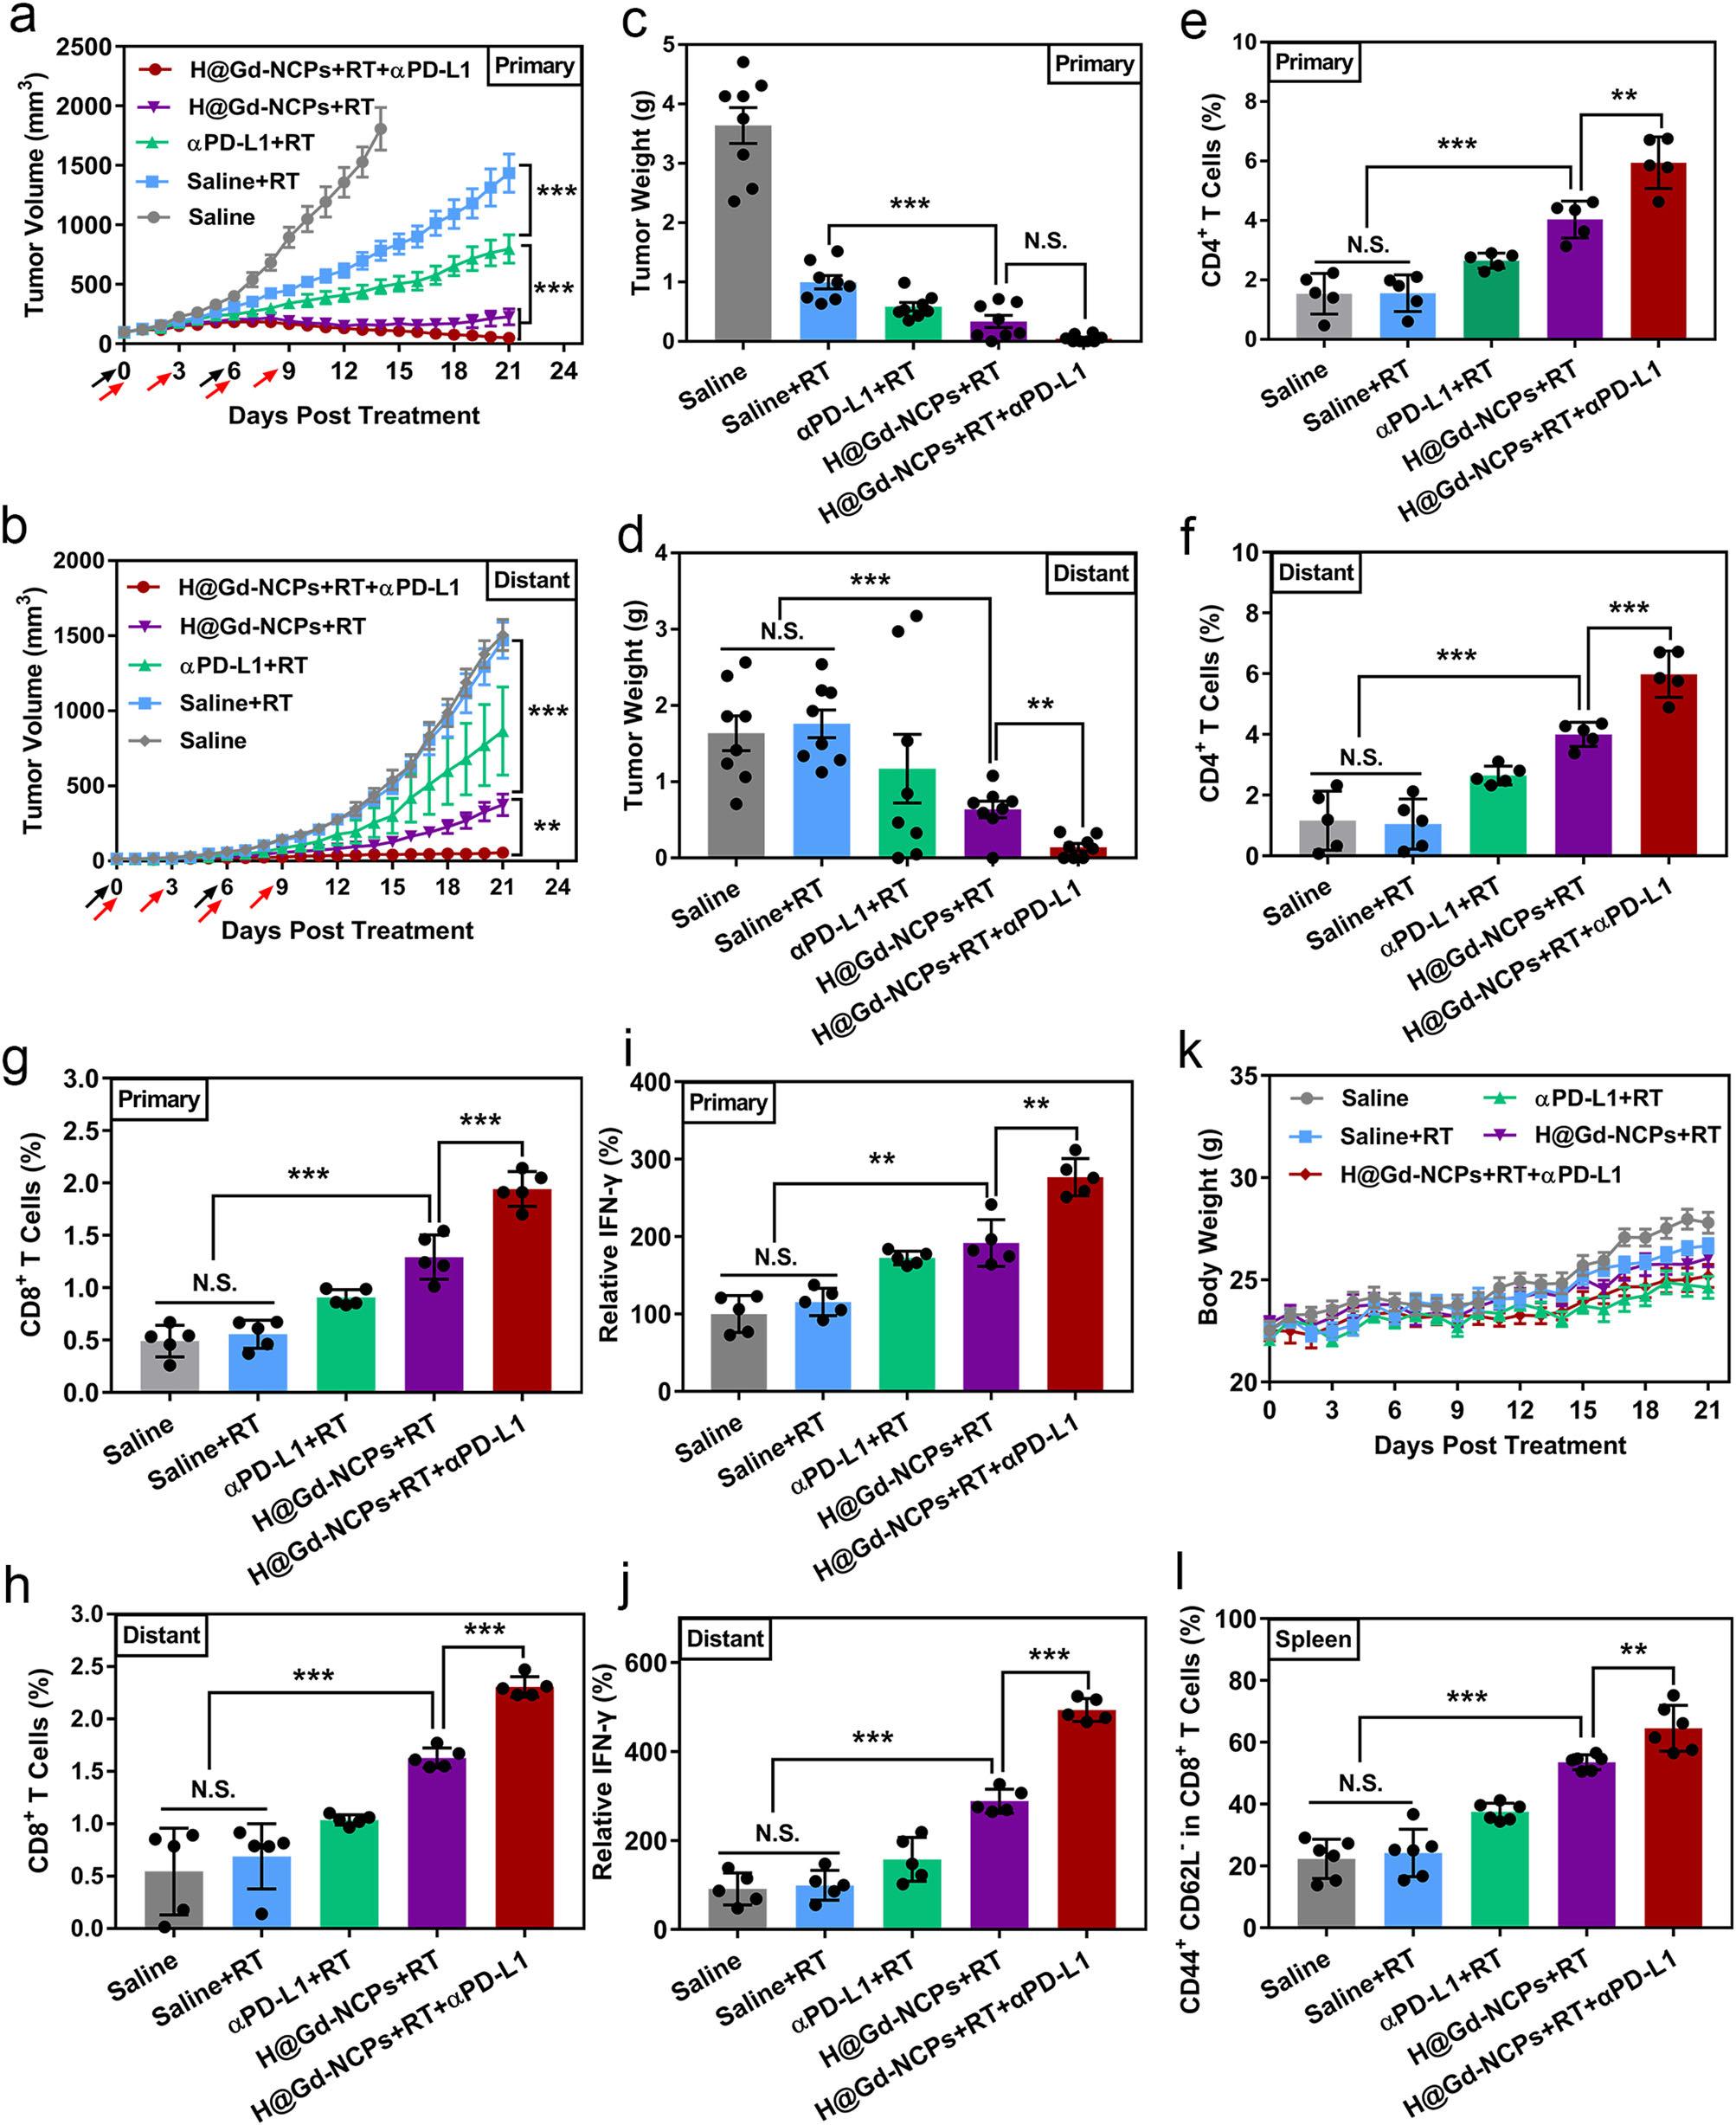 a
2500
2000
1500
1000
500
0
Tumor Volume (mm³)
H@Gd-NCPs+RT+αPD-L1
H@Gd-NCPs+RT
αPD-L1+RT
Saline+RT
Saline
Primary
***
***
0 3 6 9 12 15 18 21 24
Days Post Treatment
c
5
4
3
2
1
0
Tumor Weight (g)
Primary
***
N.S.
Saline
Saline+RT
αPD-L1+RT
H@Gd-NCPs+RT
H@Gd-NCPs+RT+αPD-L1
e
10
8
6
4
2
0
CD4⁺ T Cells (%)
Primary
**
***
N.S.
Saline
Saline+RT
αPD-L1+RT
H@Gd-NCPs+RT
H@Gd-NCPs+RT+αPD-L1
b
2000
1500
1000
500
0
Tumor Volume (mm³)
H@Gd-NCPs+RT+αPD-L1
H@Gd-NCPs+RT
αPD-L1+RT
Saline+RT
Saline
Distant
***
**
0 3 6 9 12 15 18 21 24
Days Post Treatment
d
4
3
2
1
0
Tumor Weight (g)
Distant
***
N.S.
**
Saline
Saline+RT
αPD-L1+RT
H@Gd-NCPs+RT
H@Gd-NCPs+RT+αPD-L1
f
10
8
6
4
2
0
CD4⁺ T Cells (%)
Distant
***
***
N.S.
Saline
Saline+RT
αPD-L1+RT
H@Gd-NCPs+RT
H@Gd-NCPs+RT+αPD-L1
g
3.0
2.5
2.0
1.5
1.0
0.5
0.0
CD8⁺ T Cells (%)
Primary
***
***
N.S.
Saline
Saline+RT
αPD-L1+RT
H@Gd-NCPs+RT
H@Gd-NCPs+RT+αPD-L1
i
400
300
200
100
0
Relative IFN-γ (%)
Primary
**
**
N.S.
Saline
Saline+RT
αPD-L1+RT
H@Gd-NCPs+RT
H@Gd-NCPs+RT+αPD-L1
k
35
30
25
20
Body Weight (g)
Saline
αPD-L1+RT
Saline+RT
H@Gd-NCPs+RT
H@Gd-NCPs+RT+αPD-L1
0 3 6 9 12 15 18 21
Days Post Treatment
h
3.0
2.5
2.0
1.5
1.0
0.5
0.0
CD8⁺ T Cells (%)
Distant
***
***
N.S.
Saline
Saline+RT
αPD-L1+RT
H@Gd-NCPs+RT
H@Gd-NCPs+RT+αPD-L1
j
600
400
200
0
Relative IFN-γ (%)
Distant
***
***
N.S.
Saline
Saline+RT
αPD-L1+RT
H@Gd-NCPs+RT
H@Gd-NCPs+RT+αPD-L1
l
100
80
60
40
20
0
CD44⁺ CD62L⁻ in CD8⁺ T Cells (%)
Spleen
**
***
N.S.
Saline
Saline+RT
αPD-L1+RT
H@Gd-NCPs+RT
H@Gd-NCPs+RT+αPD-L1